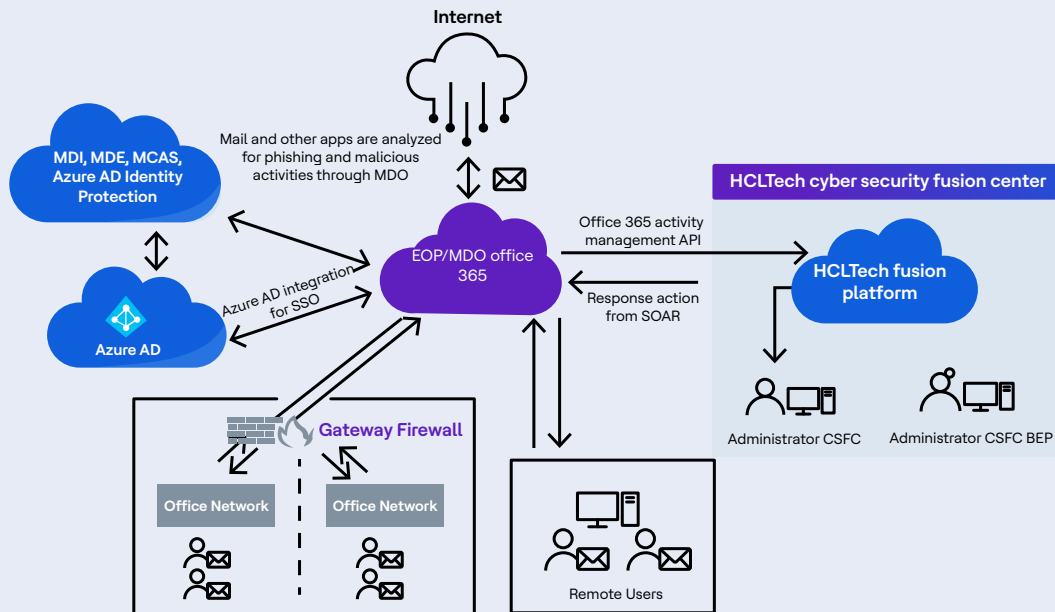 Internet
Mail and other apps are analyzed
for phishing and malicious
activities through MDO
MDI, MDE, MCAS,
Azure AD Identity
Protection
HCLTech cyber security fusion center
EOP/MDO office
365
Office 365 activity
management API
HCLTech fusion
platform
Azure AD integration
for SSO
Response action
from SOAR
Azure AD
Gateway Firewall
Administrator CSFC
Administrator CSFC BEP
Office Network
Office Network
Remote Users